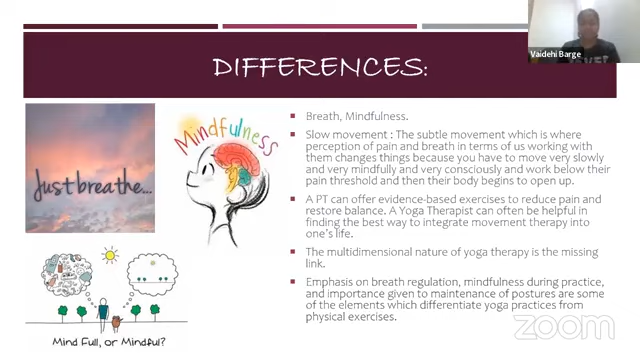 Vaidehi Barge
DIFFERENCES:
Just breathe...
Mindfulness
Mind Full, or Mindful?
Breath, Mindfulness.
Slow movement : The subtle movement which is where
perception of pain and breath in terms of us working with
them changes things because you have to move very slowly
and very mindfully and very consciously and work below their
pain threshold and then their body begins to open up.
A PT can offer evidence-based exercises to reduce pain and
restore balance. A Yoga Therapist can often be helpful in
finding the best way to integrate movement therapy into
one's life.
The multidimensional nature of yoga therapy is the missing
link.
Emphasis on breath regulation, mindfulness during practice,
and importance given to maintenance of postures are some
of the elements which differentiate yoga practices from
physical exercises.
zoom